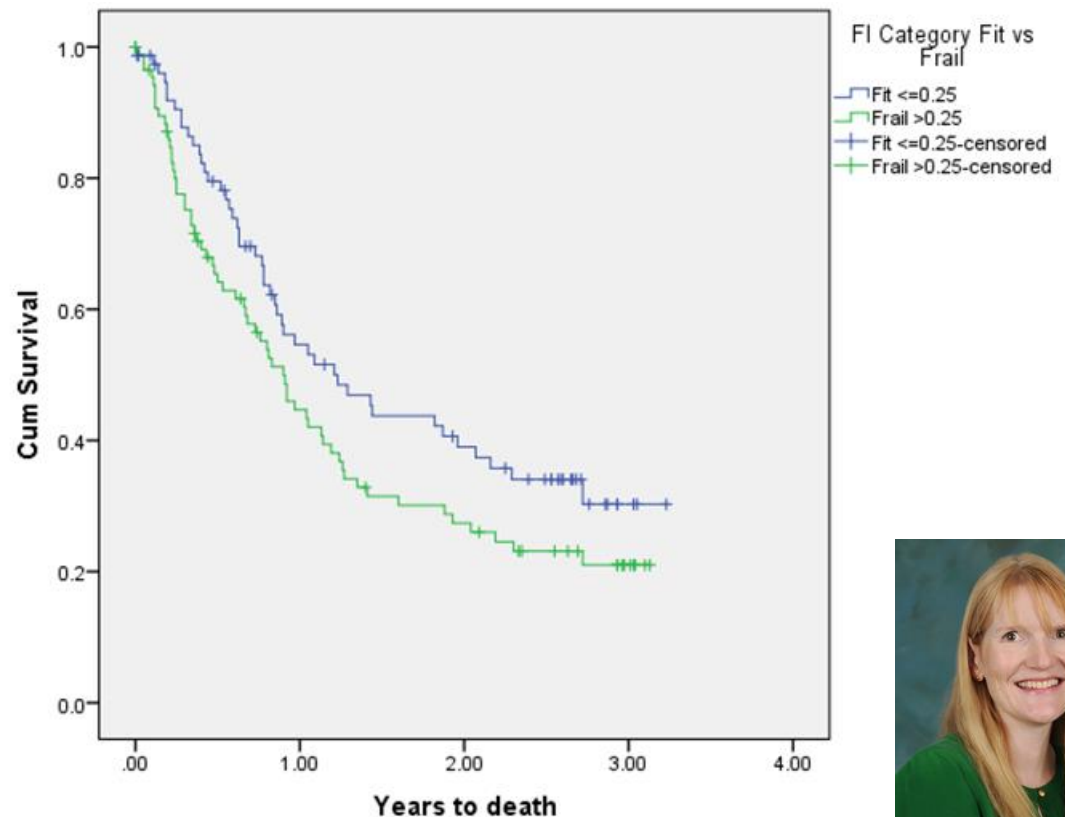 FI Category Fit vs
Frail
Fit <=0.25
Frail >0.25
Fit <=0.25-censored
Frail >0.25-censored
1.0
0.8
0.6
0.4
0.2
0.0
Cum Survival
.00
1.00
2.00
3.00
4.00
Years to death